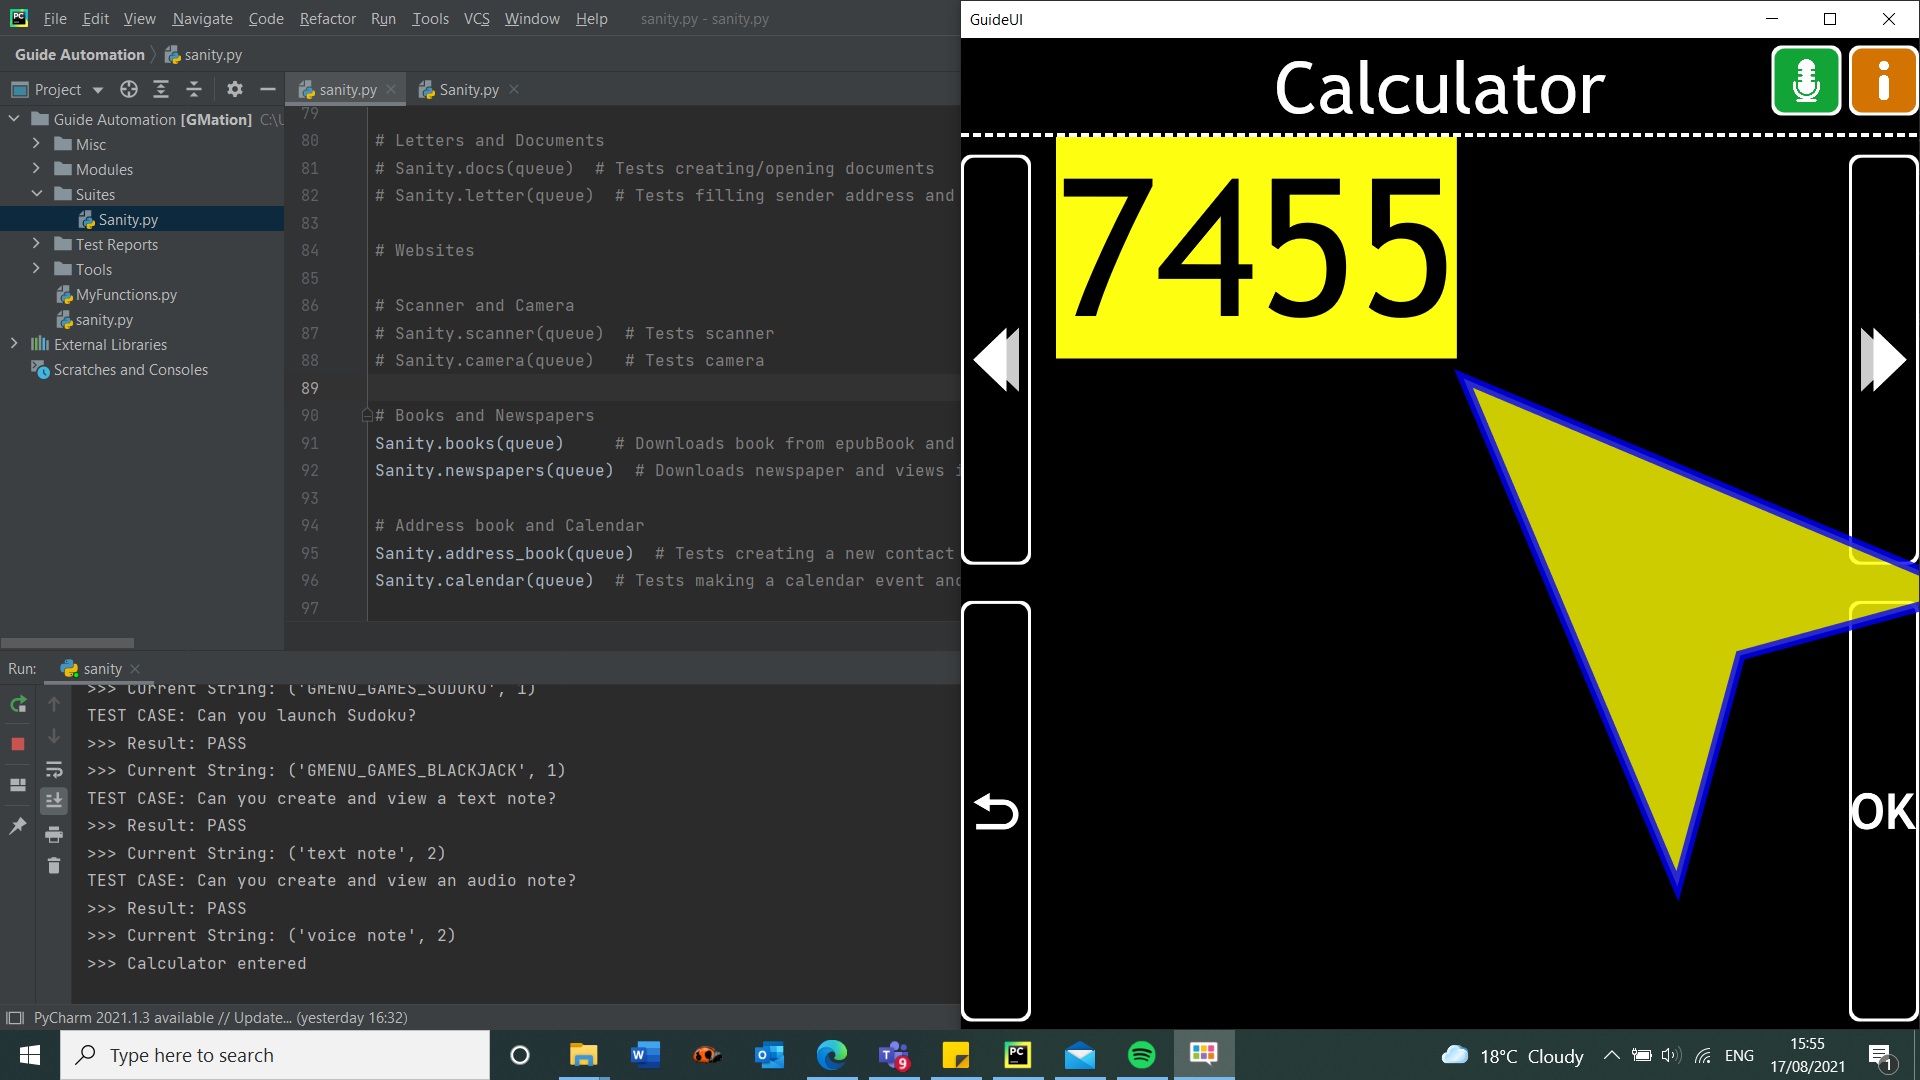 File Edit View Navigate Code Refactor Run Tools VCS Window Help sanity.py - sanity.py
Guide Automation sanity.py
Project
sanity.py
Sanity.py
Guide Automation [GMation] C:\U
Misc
Modules
Suites
Sanity.py
Test Reports
Tools
MyFunctions.py
sanity.py
External Libraries
Scratches and Consoles
79
80 # Letters and Documents
81 # Sanity.docs(queue) # Tests creating/opening documents
82 # Sanity.letter(queue) # Tests filling sender address and
83
84 # Websites
85
86 # Scanner and Camera
87 # Sanity.scanner(queue) # Tests scanner
88 # Sanity.camera(queue) # Tests camera
89
90 # Books and Newspapers
91 Sanity.books(queue) # Downloads book from epubBook and
92 Sanity.newspapers(queue) # Downloads newspaper and views i
93
94 # Address book and Calendar
95 Sanity.address_book(queue) # Tests creating a new contact
96 Sanity.calendar(queue) # Tests making a calendar event and
97
Run: sanity
>>> Current String: ('GMENU_GAMES_SUDOKU', 1)
TEST CASE: Can you launch Sudoku?
>>> Result: PASS
>>> Current String: ('GMENU_GAMES_BLACKJACK', 1)
TEST CASE: Can you create and view a text note?
>>> Result: PASS
>>> Current String: ('text note', 2)
TEST CASE: Can you create and view an audio note?
>>> Result: PASS
>>> Current String: ('voice note', 2)
>>> Calculator entered
PyCharm 2021.1.3 available // Update... (yesterday 16:32)
GuideUI
Calculator
i
7455
OK
Type here to search
W
O
9
PC
18°C Cloudy
ENG
15:55
17/08/2021
1